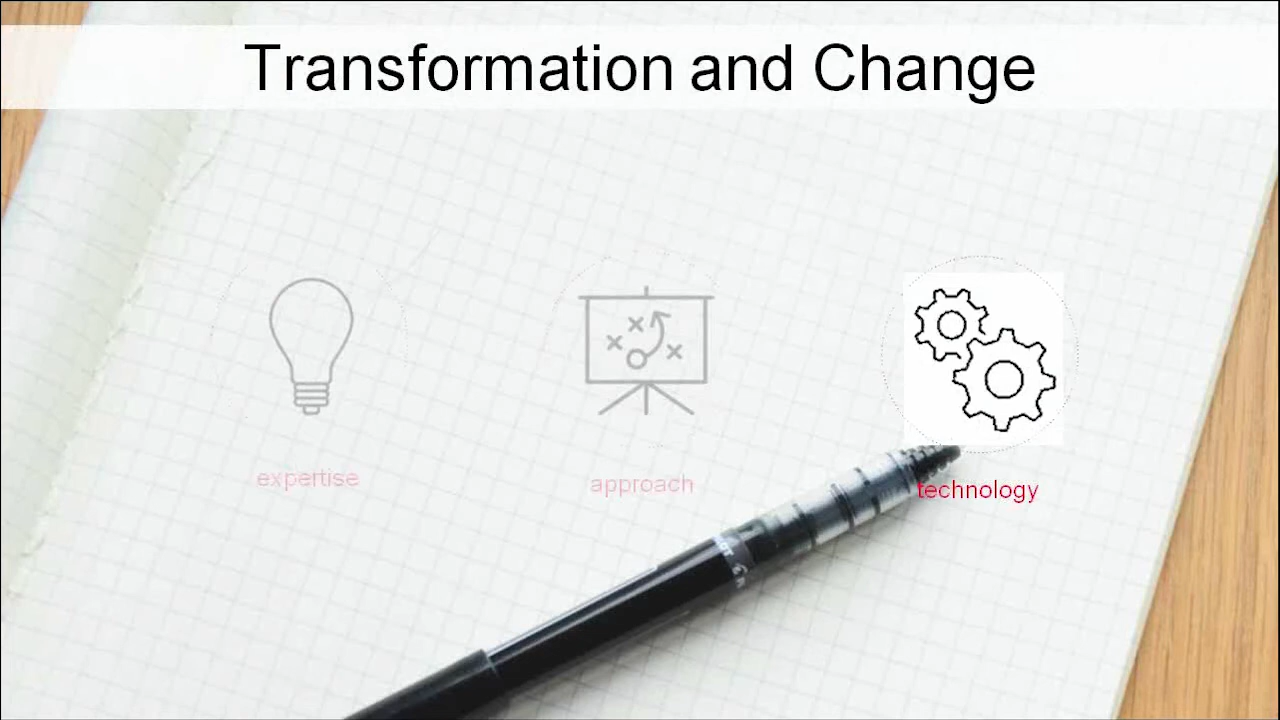 Transformation and Change
expertise
approach
technology